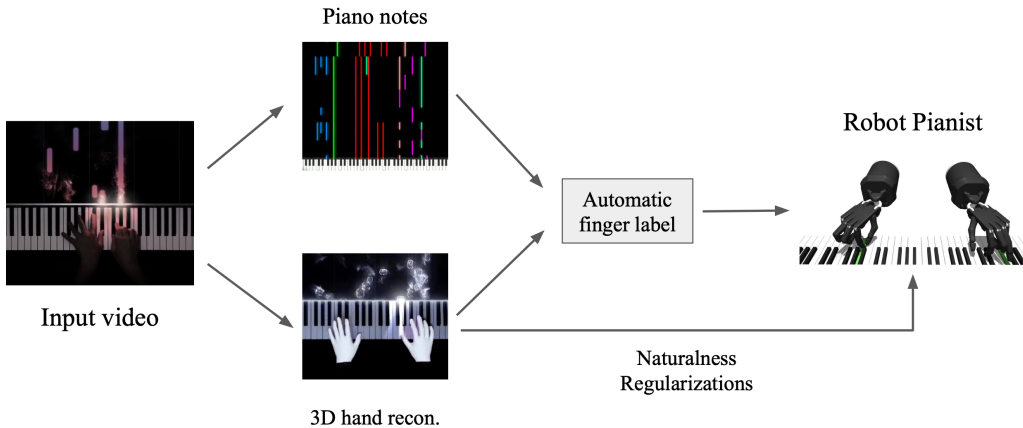 Piano notes
Input video
3D hand recon.
Automatic
finger label
Naturalness
Regularizations
Robot Pianist